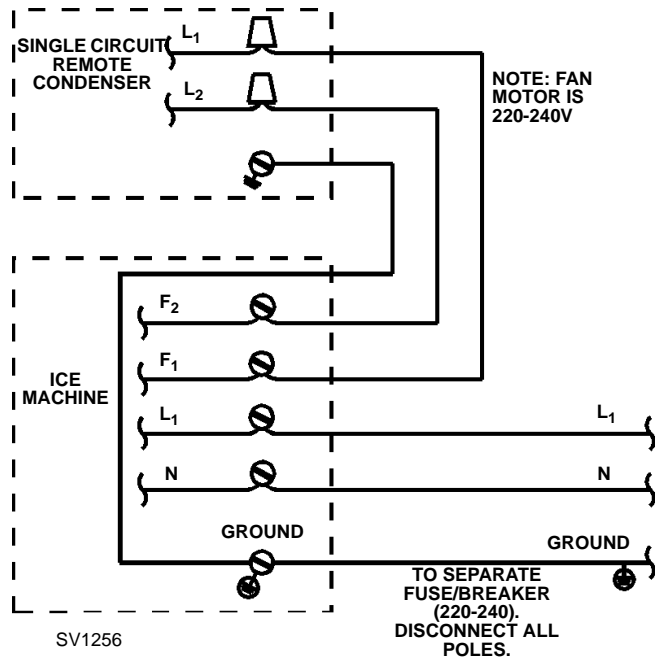 SINGLE CIRCUIT
REMOTE
CONDENSER
L1
L2
NOTE: FAN
MOTOR IS
220-240V
ICE
MACHINE
F2
F1
L1
L1
N
N
GROUND
GROUND
TO SEPARATE
FUSE/BREAKER
(220-240).
DISCONNECT ALL
POLES.
SV1256